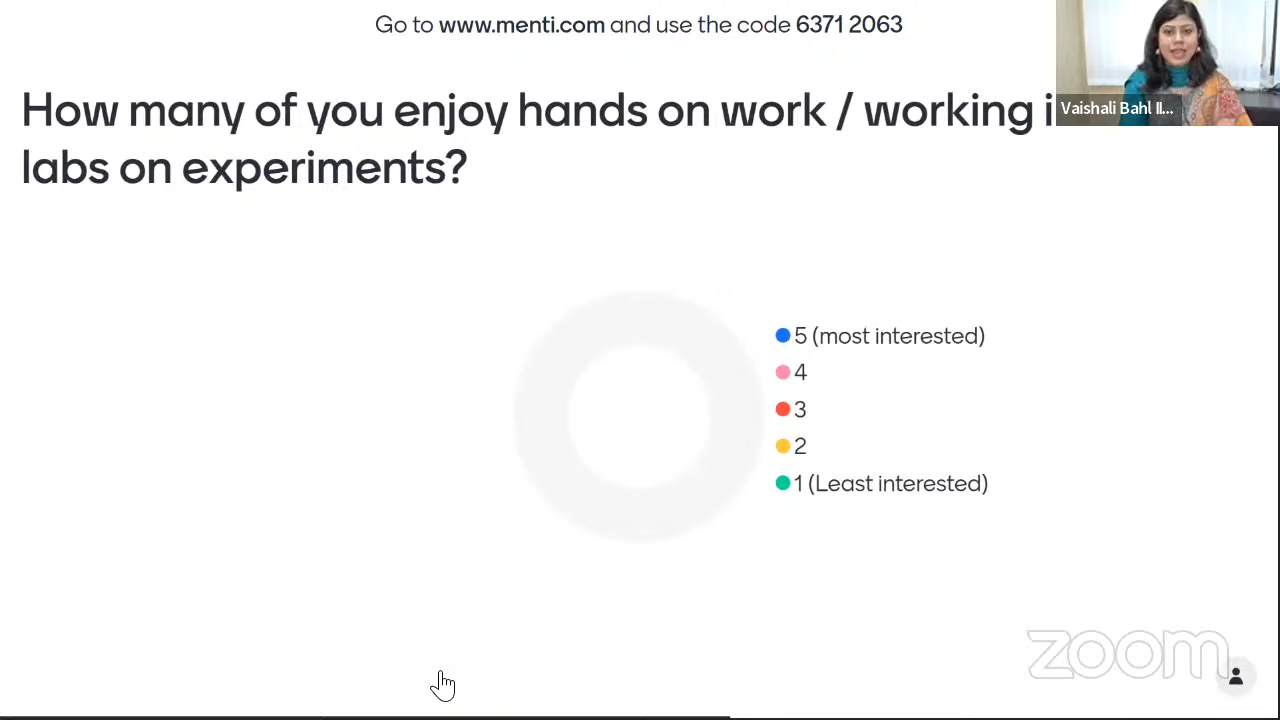 Go to www.menti.com and use the code 6371 2063
How many of you enjoy hands on work / working i
labs on experiments?
Vaishali Bahl II...
5 (most interested)
4
3
2
1 (Least interested)
zoom